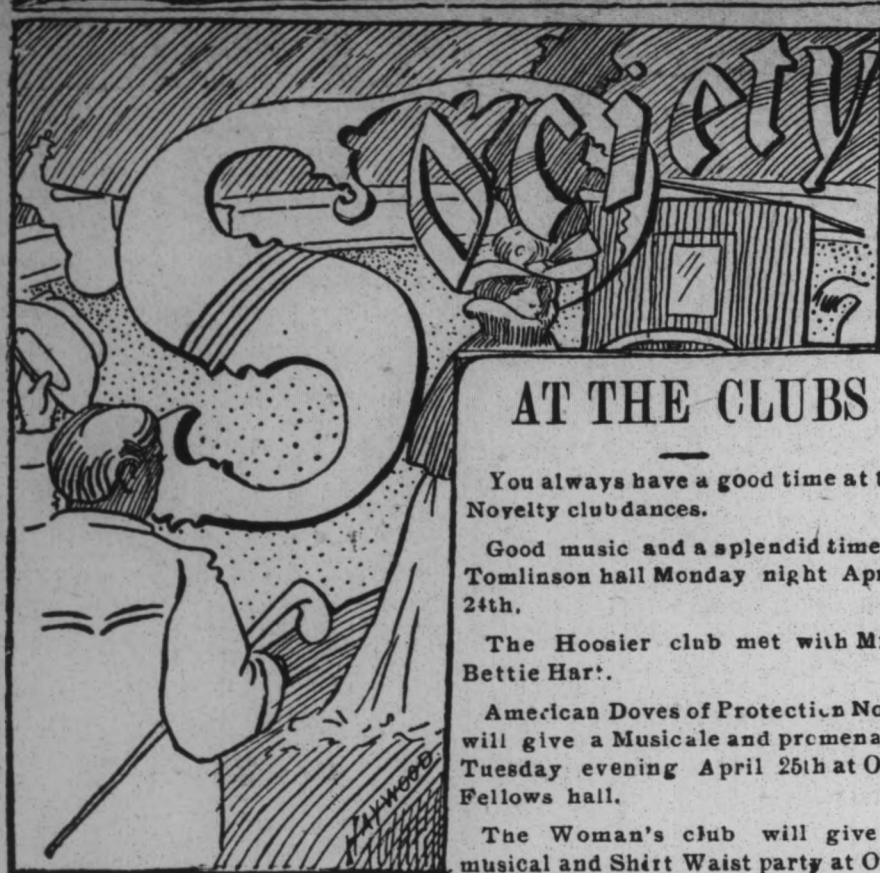 Society
AT THE CLUBS
You always have a good time at
Novelty club dances.
Good music and a splendid time
Tomlinson hall Monday night Apr
24th.
The Hoosier club met with
Bettie Hart.
American Doves of Protection No
will give a Musicale and promena
Tuesday evening April 25th at O
Fellows hall.
The Woman's club will give
musical and Shirt Waist party at O
HAYWOOD